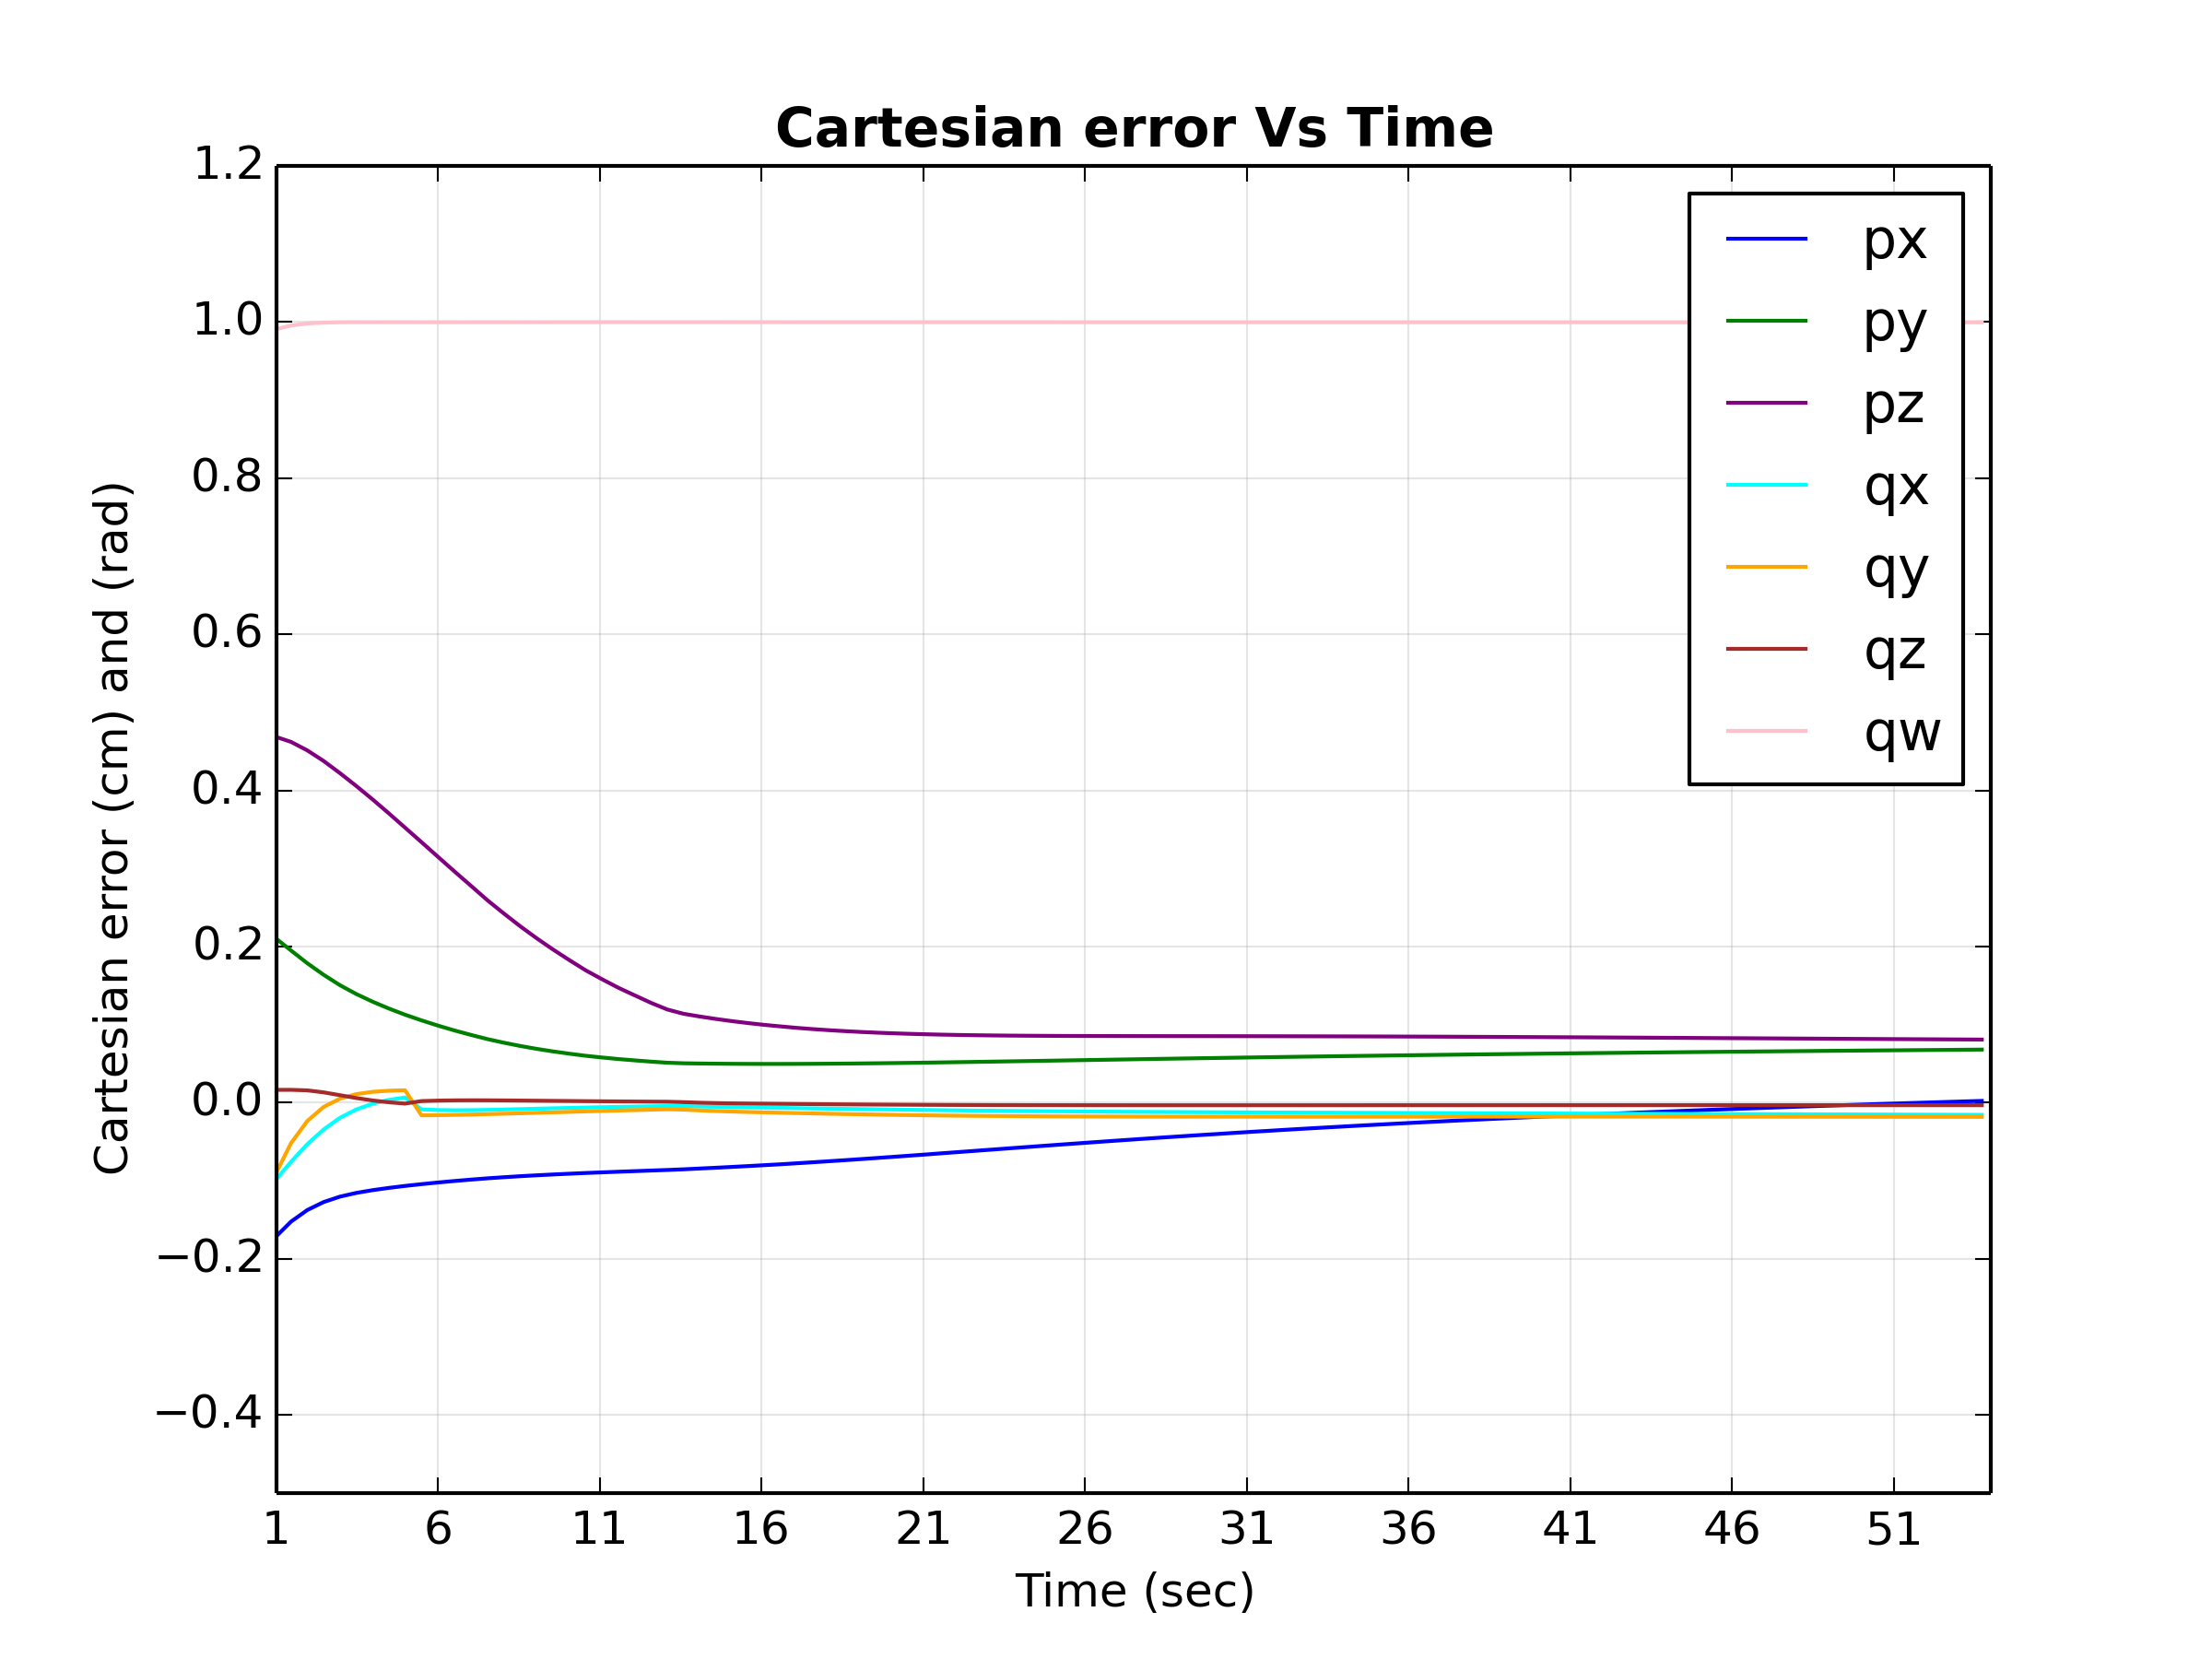 Cartesian error Vs Time
1.2
1.0
0.8
0.6
0.4
0.2
0.0
−0.2
−0.4
Cartesian error (cm) and (rad)
px
py
pz
qx
qy
qz
qw
1 6 11 16 21 26 31 36 41 46 51
Time (sec)